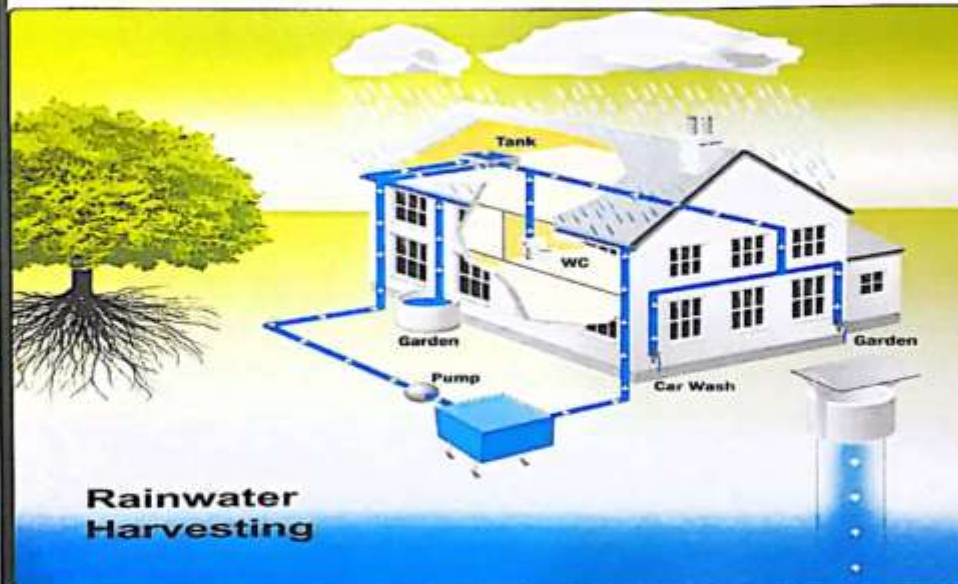 Tank
WC
Garden
Garden
Pump
Car Wash
Rainwater
Harvesting